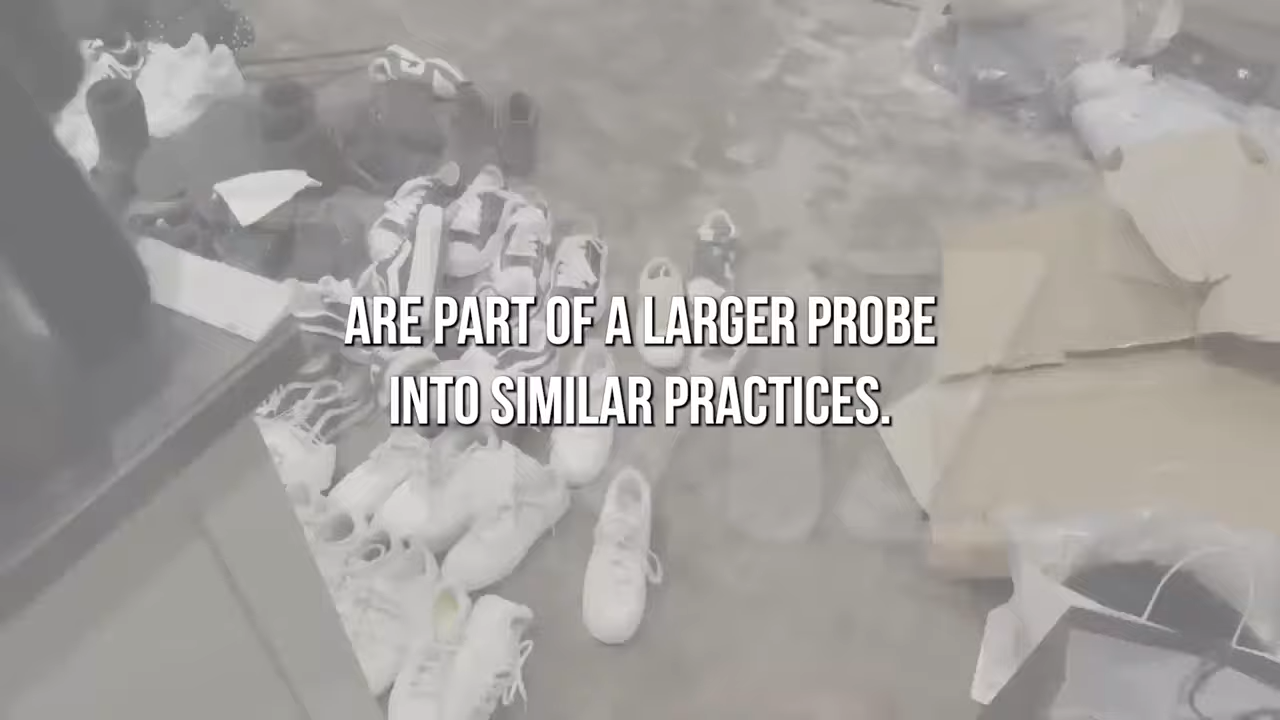 ARE PART OF A LARGER PROBE
INTO SIMILAR PRACTICES.